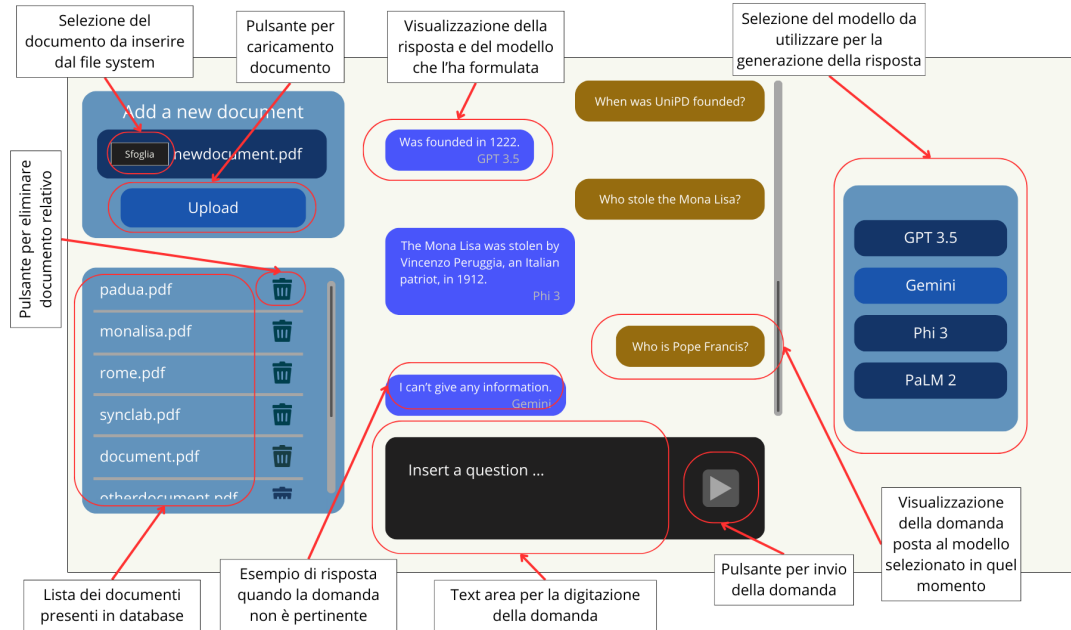 Selezione del
documento da inserire
dal file system
Pulsante per
caricamento
documento
Visualizzazione della
risposta e del modello
che l'ha formulata
Selezione del modello da
utilizzare per la
generazione della risposta
Pulsante per eliminare
documento relativo
Add a new document
Sfoglia
newdocument.pdf
Upload
padua.pdf
monalisa.pdf
rome.pdf
synclab.pdf
document.pdf
otherdocument.pdf
When was UniPD founded?
Was founded in 1222.
GPT 3.5
Who stole the Mona Lisa?
The Mona Lisa was stolen by
Vincenzo Peruggia, an Italian
patriot, in 1912.
Phi 3
Who is Pope Francis?
I can't give any information.
Gemini
Insert a question ...
GPT 3.5
Gemini
Phi 3
PaLM 2
Lista dei documenti
presenti in database
Esempio di risposta
quando la domanda
non è pertinente
Text area per la digitazione
della domanda
Pulsante per invio
della domanda
Visualizzazione
della domanda
posta al modello
selezionato in quel
momento